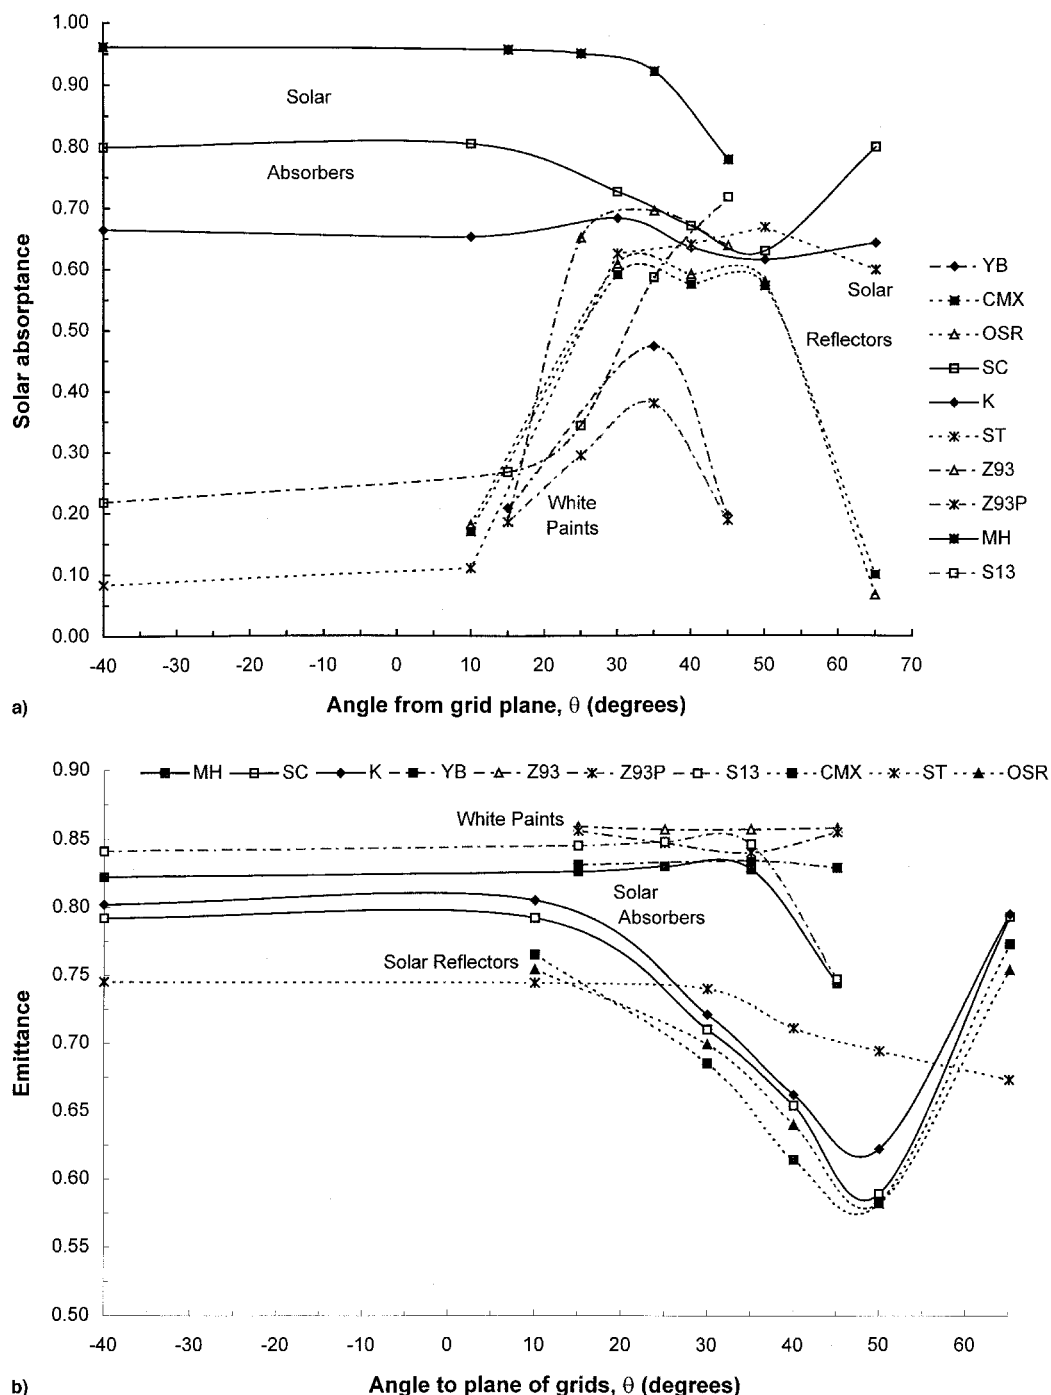 1.00
0.90
0.80
0.70
0.60
0.50
0.40
0.30
0.20
0.10
0.00
Solar absorptance
Solar
Absorbers
White
Paints
Solar
Reflectors
YB
CMX
OSR
SC
K
ST
Z93
Z93P
MH
S13
-40 -30 -20 -10 0 10 20 30 40 50 60 70
a) Angle from grid plane, θ (degrees)
MH SC K YB Z93 Z93P S13 CMX ST OSR
0.90
0.85
0.80
0.75
0.70
0.65
0.60
0.55
0.50
Emittance
White Paints
Solar
Absorbers
Solar Reflectors
-40 -30 -20 -10 0 10 20 30 40 50 60
b) Angle to plane of grids, θ (degrees)